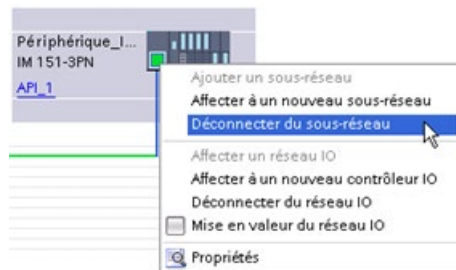 Périphérique_I...
IM 151-3PN
API_1
Ajouter un sous-réseau
Affecter à un nouveau sous-réseau
Déconnecter du sous-réseau
Affecter un réseau IO
Affecter à un nouveau contrôleur IO
Déconnecter du réseau IO
Mise en valeur du réseau IO
Propriétés